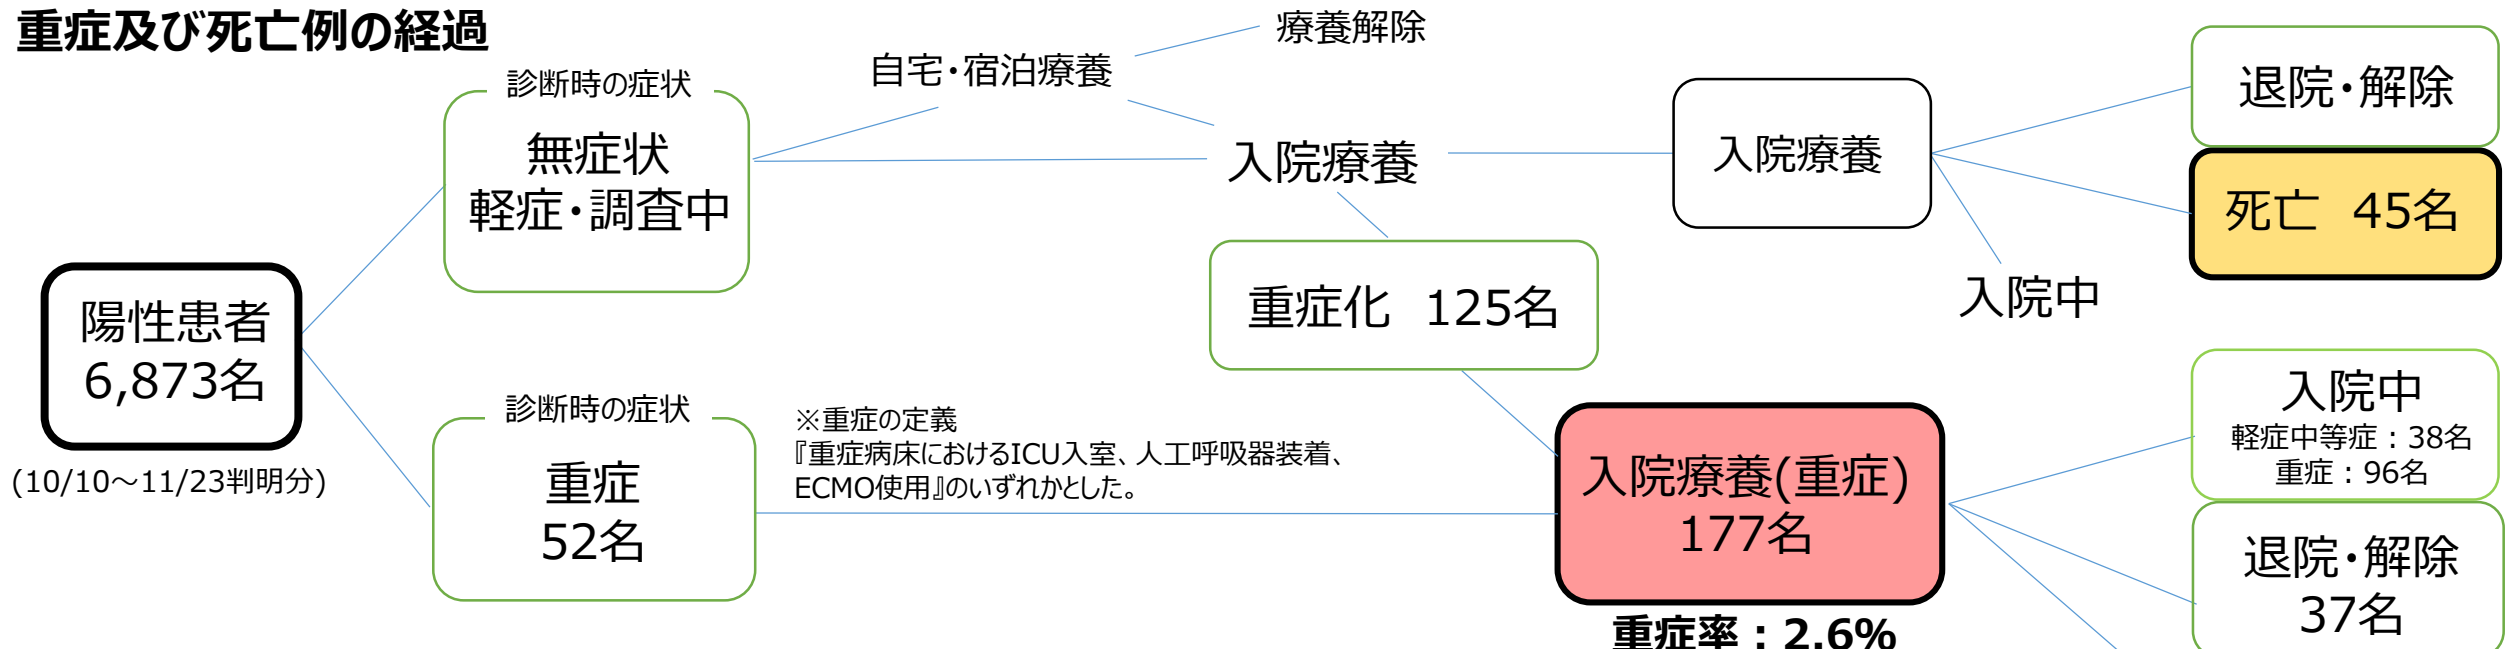 重症及び死亡例の経過
療養解除
自宅・宿泊療養
診断時の症状
無症状
軽症・調査中
入院療養
入院療養
退院・解除
死亡 45名
入院中
重症化 125名
陽性患者
6,873名
(10/10～11/23判明分)
診断時の症状
重症
52名
※重症の定義
『重症病床におけるICU入室、人工呼吸器装着、
ECMO使用』のいずれかとした。
入院療養(重症)
177名
重症率：2.6%
入院中
軽症中等症：38名
重症：96名
退院・解除
37名